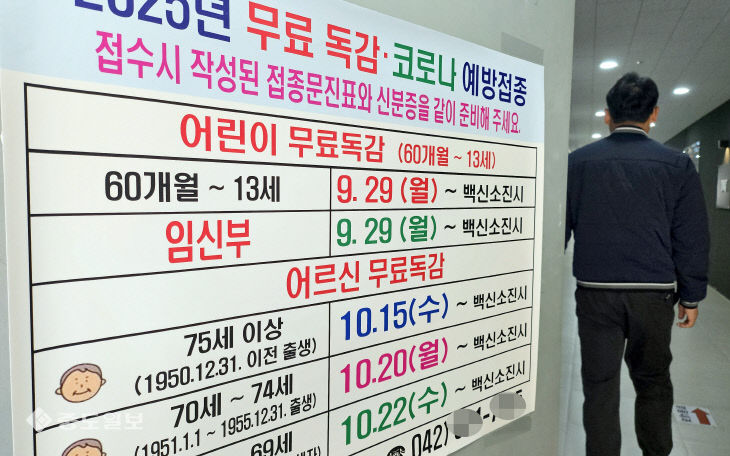 2025년 무료 독감·코로나 예방접종
접수시 작성된 접종문진표와 신분증을 같이 준비해 주세요.
어린이 무료독감 (60개월 ~ 13세)
60개월 ~ 13세 9. 29 (월) ~ 백신소진시
임신부 9. 29 (월) ~ 백신소진시
어르신 무료독감
75세 이상 10.15(수) ~ 백신소진시
(1950.12.31. 이전 출생)
70세 ~ 74세 10.20(월) ~ 백신소진시
(1951.1.1 ~ 1955.12.31. 출생)
69세 10.22(수) ~ 백신소진시
☎ 042)
중도일보